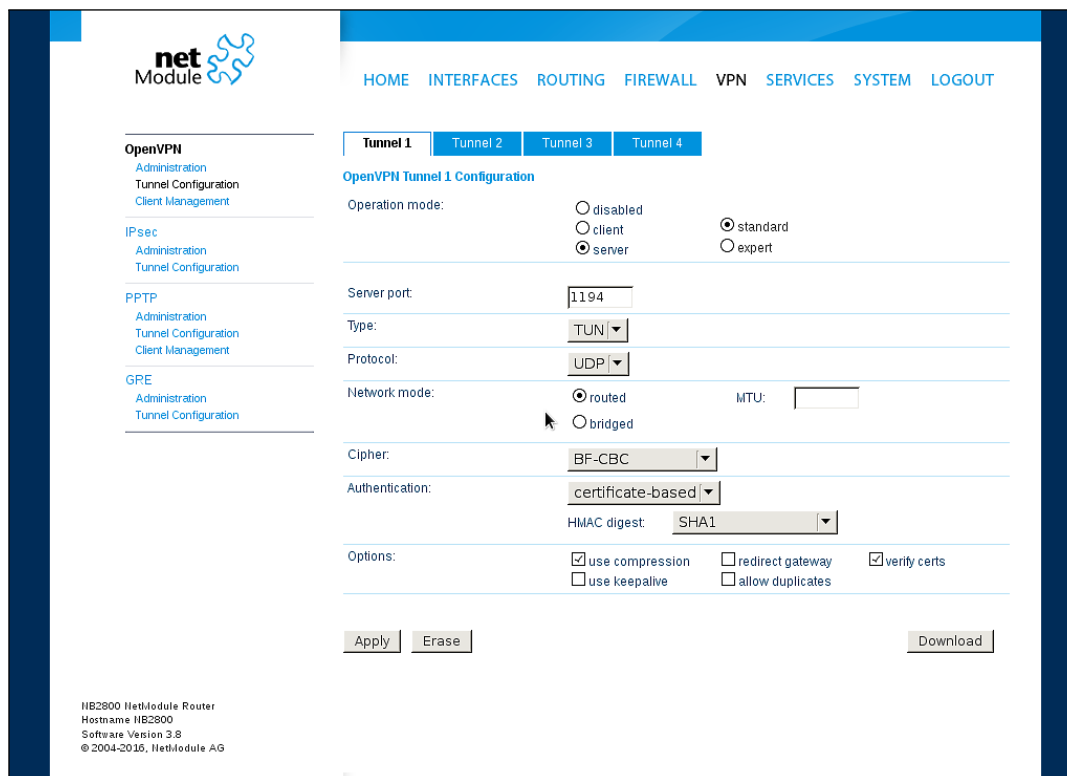 net
Module
HOME INTERFACES ROUTING FIREWALL VPN SERVICES SYSTEM LOGOUT
OpenVPN
Administration
Tunnel Configuration
Client Management
IPsec
Administration
Tunnel Configuration
PPTP
Administration
Tunnel Configuration
Client Management
GRE
Administration
Tunnel Configuration
Tunnel 1 Tunnel 2 Tunnel 3 Tunnel 4
OpenVPN Tunnel 1 Configuration
Operation mode:
disabled
client
server
standard
expert
Server port: 1194
Type: TUN
Protocol: UDP
Network mode: routed MTU:
bridged
Cipher: BF-CBC
Authentication: certificate-based
HMAC digest: SHA1
Options: use compression redirect gateway verify certs
use keepalive allow duplicates
Apply Erase Download
NB2800 NetModule Router
Hostname NB2800
Software Version 3.8
© 2004-2016, NetModule AG